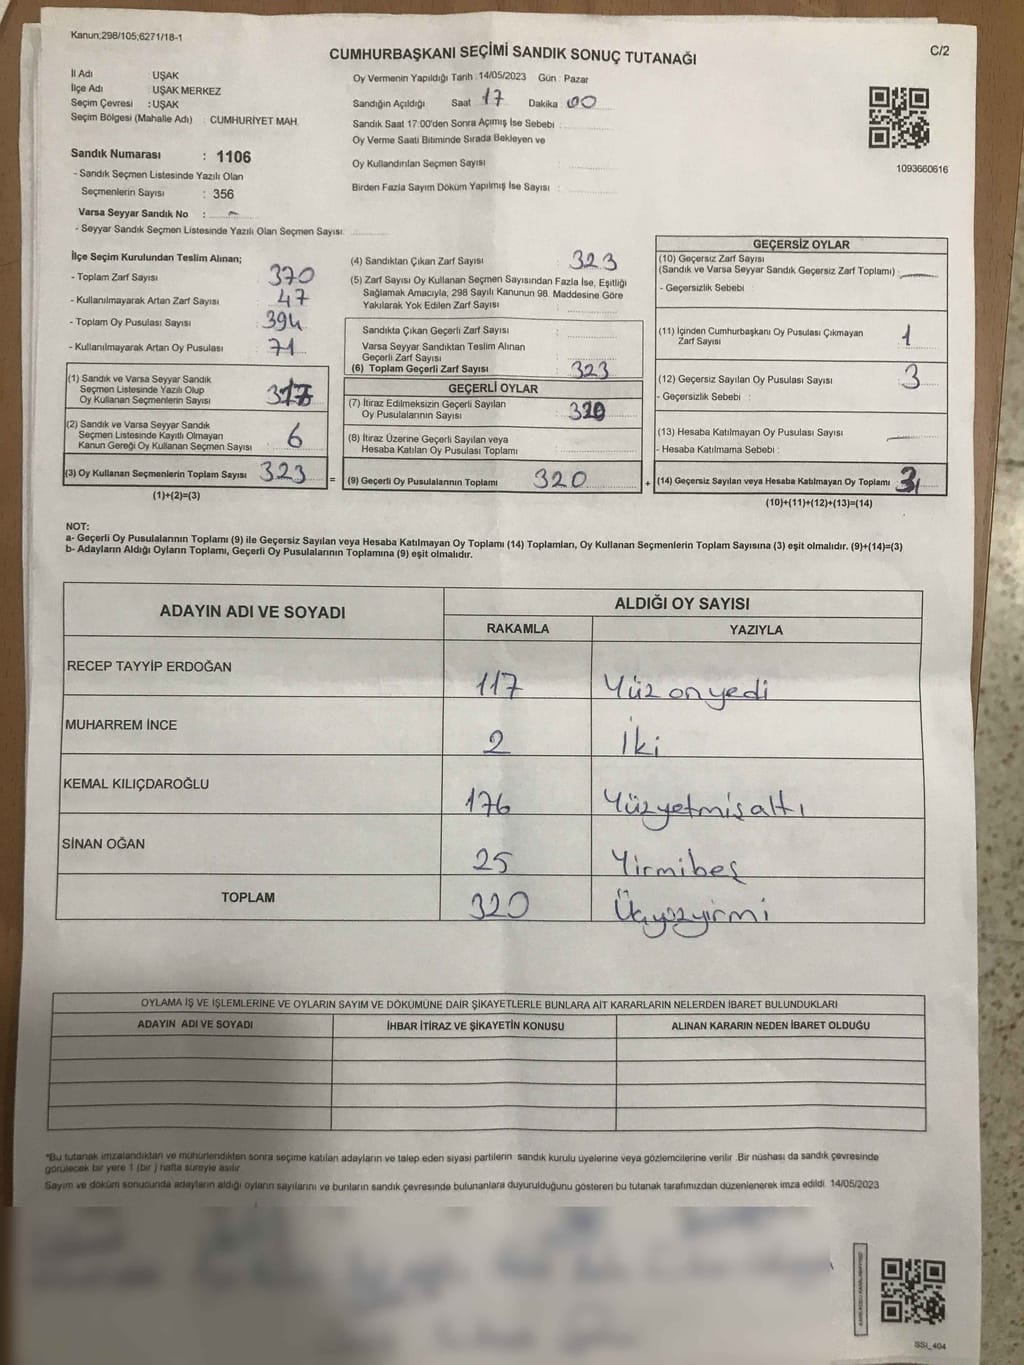 Kanun;298/105;6271/18-1
CUMHURBAŞKANI SEÇİMİ SANDIK SONUÇ TUTANAĞI
C/2
İl Adı : UŞAK
İlçe Adı : UŞAK MERKEZ
Seçim Çevresi : UŞAK
Seçim Bölgesi (Mahalle Adı) : CUMHURİYET MAH.
Sandık Numarası : 1106
- Sandık Seçmen Listesinde Yazılı Olan
Seçmenlerin Sayısı : 356
Varsa Seyyar Sandık No : -
- Seyyar Sandık Seçmen Listesinde Yazılı Olan Seçmen Sayısı:
Oy Vermenin Yapıldığı Tarih : 14/05/2023 Gün : Pazar
Sandığın Açıldığı Saat 17 Dakika 00
Sandık Saat 17:00'den Sonra Açımış İse Sebebi :
Oy Verme Saati Bitiminde Sırada Bekleyen ve
Oy Kullandırılan Seçmen Sayısı :
Birden Fazla Sayım Döküm Yapılmış İse Sayısı :
1093660616
İlçe Seçim Kurulundan Teslim Alınan;
- Toplam Zarf Sayısı : 370
- Kullanılmayarak Artan Zarf Sayısı : 47
- Toplam Oy Pusulası Sayısı : 394
- Kullanılmayarak Artan Oy Pusulası : 71
(1) Sandık ve Varsa Seyyar Sandık
Seçmen Listesinde Yazılı Olup
Oy Kullanan Seçmenlerin Sayısı : 317
(2) Sandık ve Varsa Seyyar Sandık
Seçmen Listesinde Kayıtlı Olmayan
Kanun Gereği Oy Kullanan Seçmen Sayısı : 6
(3) Oy Kullanan Seçmenlerin Toplam Sayısı : 323
(1)+(2)=(3)
(4) Sandıktan Çıkan Zarf Sayısı : 323
(5) Zarf Sayısı Oy Kullanan Seçmen Sayısından Fazla İse, Eşitliği
Sağlamak Amacıyla, 298 Sayılı Kanunun 98. Maddesine Göre
Yakılarak Yok Edilen Zarf Sayısı :
Sandıkta Çıkan Geçerli Zarf Sayısı :
Varsa Seyyar Sandıktan Teslim Alınan
Geçerli Zarf Sayısı :
(6) Toplam Geçerli Zarf Sayısı : 323
GEÇERLİ OYLAR
(7) İtiraz Edilmeksizin Geçerli Sayılan
Oy Pusulalarının Sayısı : 320
(8) İtiraz Üzerine Geçerli Sayılan veya
Hesaba Katılan Oy Pusulası Toplamı :
= (9) Geçerli Oy Pusulalarının Toplamı : 320
GEÇERSİZ OYLAR
(10) Geçersiz Zarf Sayısı
(Sandık ve Varsa Seyyar Sandık Geçersiz Zarf Toplamı) : -
- Geçersizlik Sebebi :
(11) İçinden Cumhurbaşkanı Oy Pusulası Çıkmayan
Zarf Sayısı : 1
(12) Geçersiz Sayılan Oy Pusulası Sayısı : 3
- Geçersizlik Sebebi :
(13) Hesaba Katılmayan Oy Pusulası Sayısı : -
- Hesaba Katılmama Sebebi :
+ (14) Geçersiz Sayılan veya Hesaba Katılmayan Oy Toplamı : 3
(10)+(11)+(12)+(13)=(14)
NOT:
a- Geçerli Oy Pusulalarının Toplamı (9) ile Geçersiz Sayılan veya Hesaba Katılmayan Oy Toplamı (14) Toplamları, Oy Kullanan Seçmenlerin Toplam Sayısına (3) eşit olmalıdır. (9)+(14)=(3)
b- Adayların Aldığı Oyların Toplamı, Geçerli Oy Pusulalarının Toplamına (9) eşit olmalıdır.
ADAYIN ADI VE SOYADI
ALDIĞI OY SAYISI
RAKAMLA YAZIYLA
RECEP TAYYİP ERDOĞAN 117 Yüz onyedi
MUHARREM İNCE 2 İki
KEMAL KILIÇDAROĞLU 176 Yüzyetmişaltı
SİNAN OĞAN 25 Yirmibeş
TOPLAM 320 Üçyüzyirmi
OYLAMA İŞ VE İŞLEMLERİNE VE OYLARIN SAYIM VE DÖKÜMÜNE DAİR ŞİKAYETLERLE BUNLARA AİT KARARLARIN NELERDEN İBARET BULUNDUKLARI
ADAYIN ADI VE SOYADI İHBAR İTİRAZ VE ŞİKAYETİN KONUSU ALINAN KARARIN NEDEN İBARET OLDUĞU
*Bu tutanak imzalandıktan ve mühürlendikten sonra seçime katılan adayların ve talep eden siyasi partilerin sandık kurulu üyelerine veya gözlemcilerine verilir. Bir nüshası da sandık çevresinde
görülecek bir yere 1 (bir) hafta süreyle asılır.
Sayım ve döküm sonucunda adayların aldığı oyların sayılarını ve bunların sandık çevresinde bulunanlara duyurulduğunu gösteren bu tutanak tarafımızdan düzenlenerek imza edildi. 14/05/2023
SSI_404